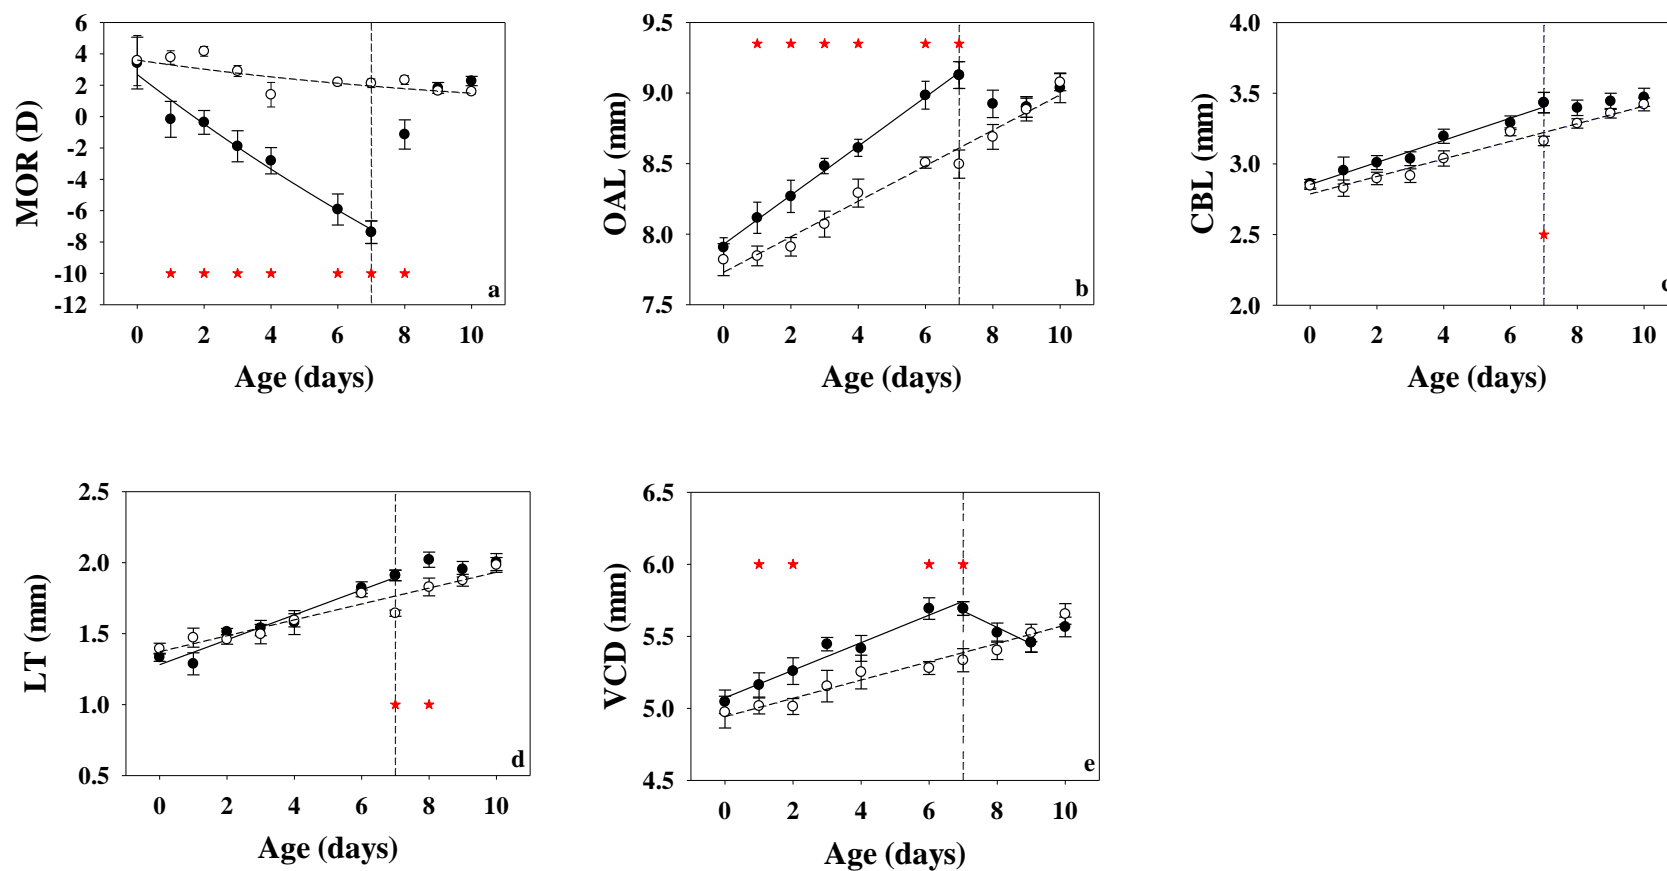 MOR (D)
6
4
2
0
-2
-4
-6
-8
-10
-12
0 2 4 6 8 10
Age (days)
a
OAL (mm)
9.5
9.0
8.5
8.0
7.5
0 2 4 6 8 10
Age (days)
b
CBL (mm)
4.0
3.5
3.0
2.5
2.0
0 2 4 6 8 10
Age (days)
LT (mm)
2.5
2.0
1.5
1.0
0.5
0 2 4 6 8 10
Age (days)
d
VCD (mm)
6.5
6.0
5.5
5.0
4.5
0 2 4 6 8 10
Age (days)
e